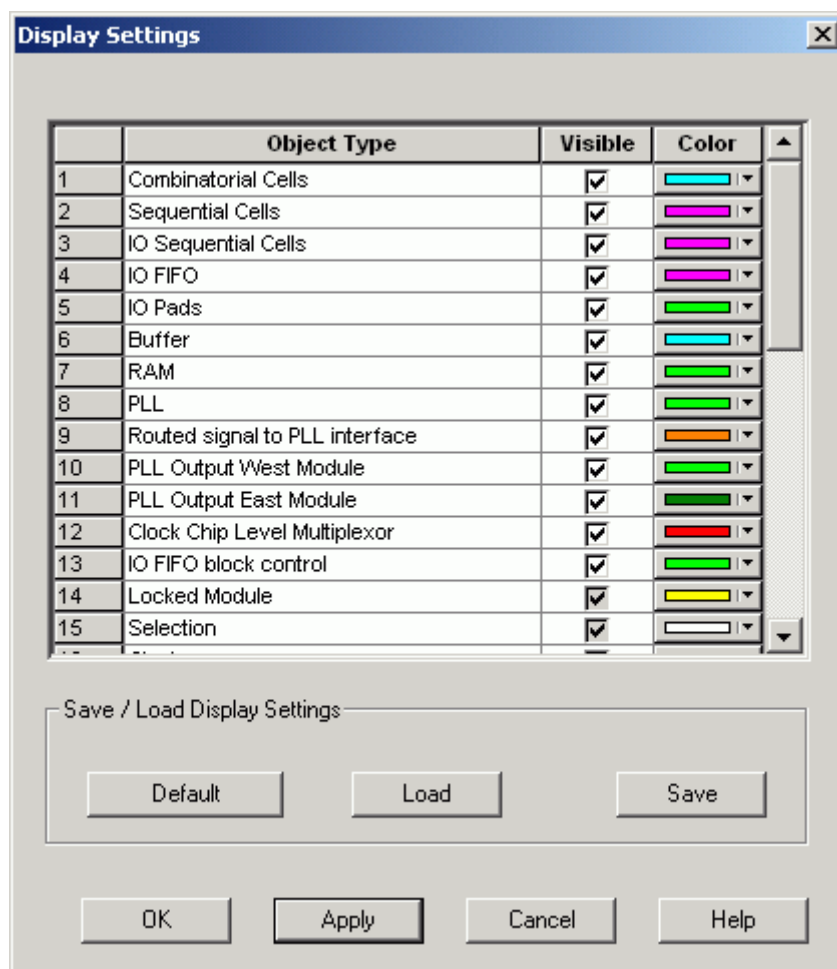 Display Settings
Object Type Visible Color
1 Combinatorial Cells
2 Sequential Cells
3 IO Sequential Cells
4 IO FIFO
5 IO Pads
6 Buffer
7 RAM
8 PLL
9 Routed signal to PLL interface
10 PLL Output West Module
11 PLL Output East Module
12 Clock Chip Level Multiplexor
13 IO FIFO block control
14 Locked Module
15 Selection
Save / Load Display Settings
Default Load Save
OK Apply Cancel Help